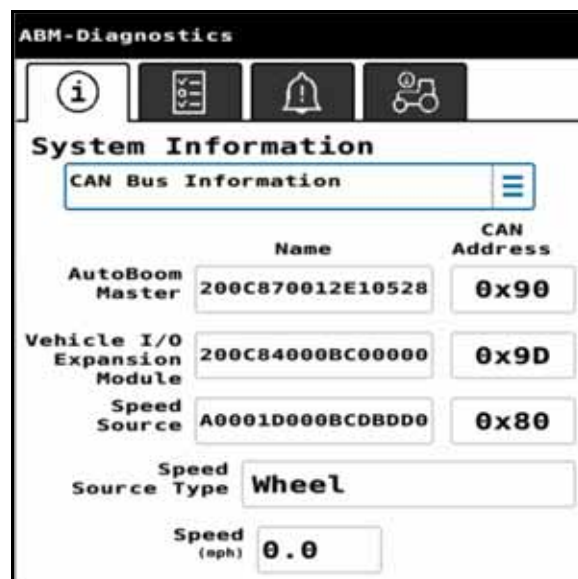 ABM-Diagnostics
System Information
CAN Bus Information
Name
CAN
Address
AutoBoom
Master
200C870012E10528
0x90
Vehicle I/O
Expansion
Module
200C84000BC00000
0x9D
Speed
Source
A0001D000BCDBDD0
0x80
Speed
Source Type
Wheel
Speed
(mph)
0.0